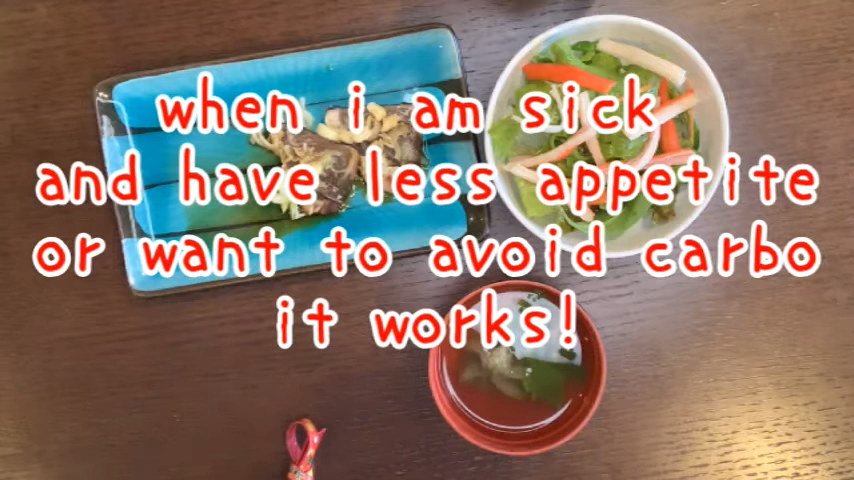 when i am sick
and have less appetite
or want to avoid carbo
it works!